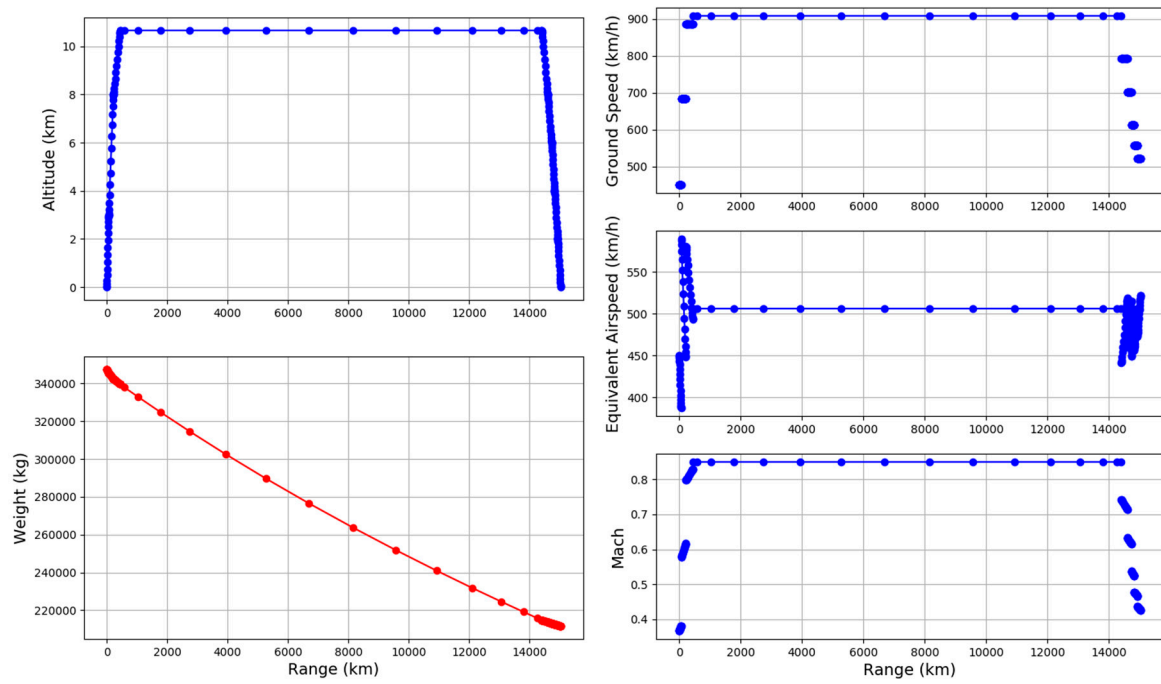 Altitude (km)
10
8
6
4
2
0
0 2000 4000 6000 8000 10000 12000 14000
Weight (kg)
340000
320000
300000
280000
260000
240000
220000
0 2000 4000 6000 8000 10000 12000 14000
Range (km)
Ground Speed (km/h)
900
800
700
600
500
0 2000 4000 6000 8000 10000 12000 14000
Equivalent Airspeed (km/h)
550
500
450
400
0 2000 4000 6000 8000 10000 12000 14000
Mach
0.8
0.7
0.6
0.5
0.4
0 2000 4000 6000 8000 10000 12000 14000
Range (km)